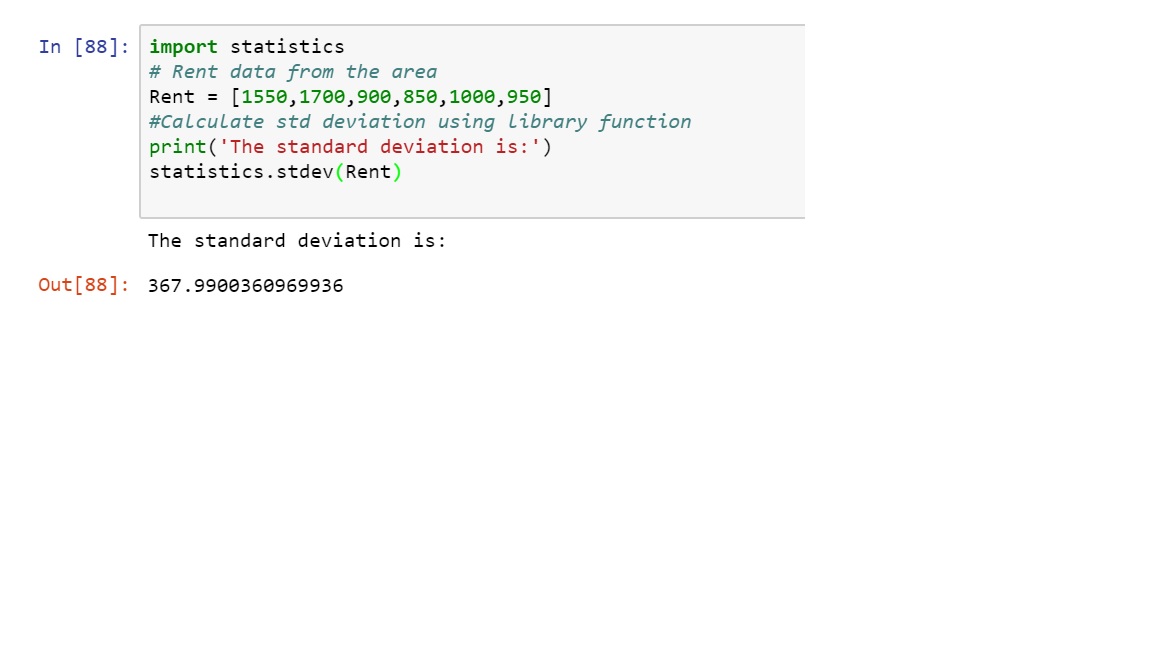 In [88]: import statistics
# Rent data from the area
Rent = [1550,1700,900,850,1000,950]
#Calculate std deviation using library function
print('The standard deviation is:')
statistics.stdev(Rent)
The standard deviation is:
Out[88]: 367.9900360969936